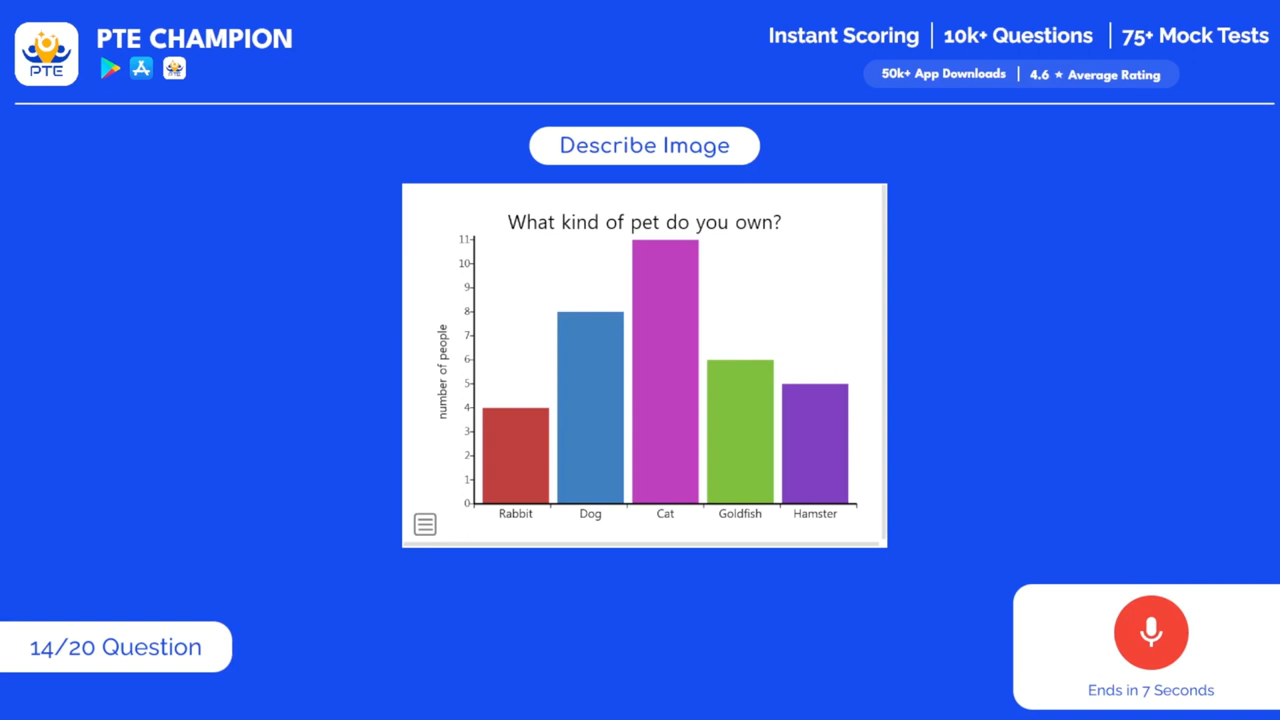 PTE CHAMPION
PTE
Instant Scoring | 10k+ Questions | 75+ Mock Tests
50k+ App Downloads | 4.6 ★ Average Rating
Describe Image
What kind of pet do you own?
number of people
11
10
9
8
7
6
5
4
3
2
1
0
Rabbit Dog Cat Goldfish Hamster
14/20 Question
Ends in 7 Seconds